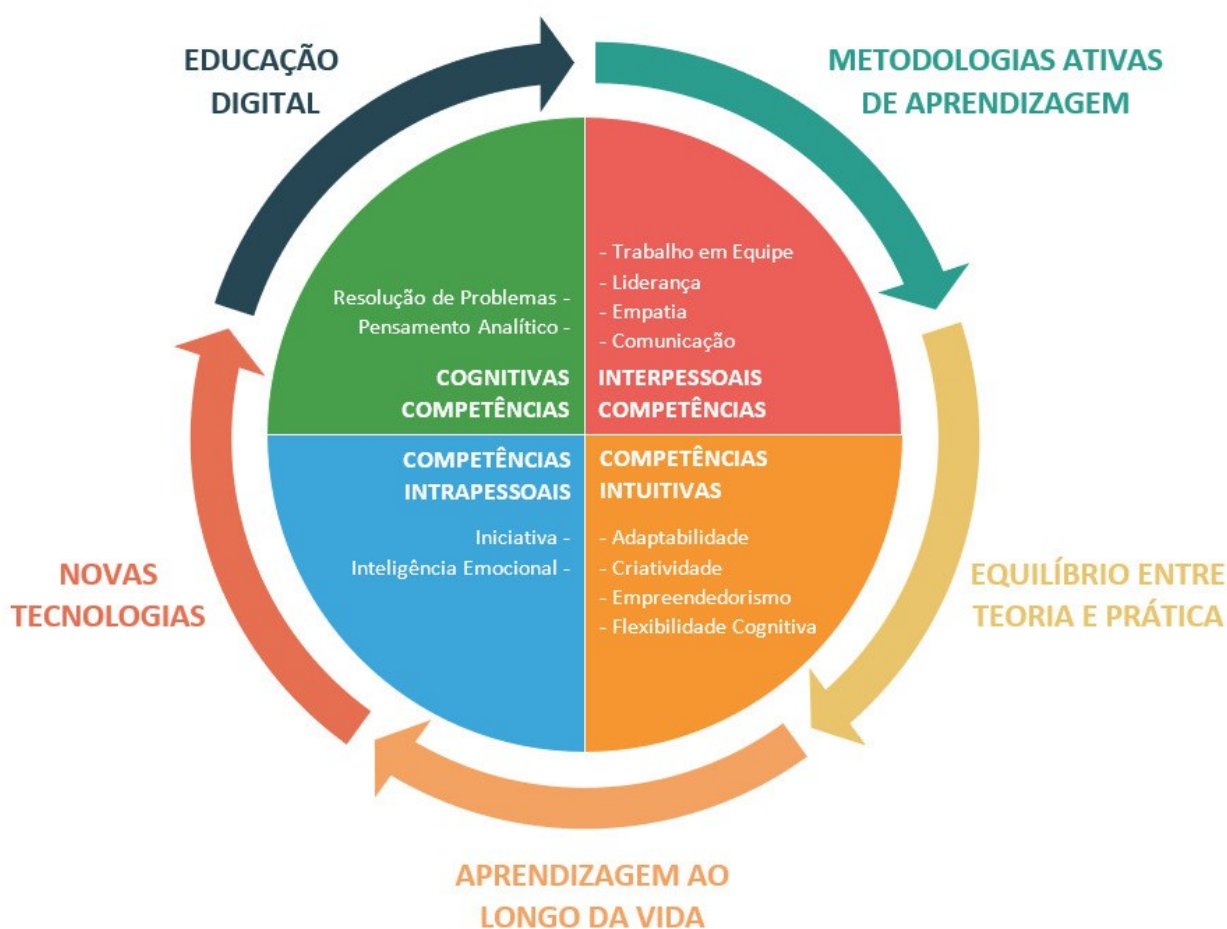 EDUCAÇÃO
DIGITAL
METODOLOGIAS ATIVAS
DE APRENDIZAGEM
Resolução de Problemas -
Pensamento Analítico -
COGNITIVAS
COMPETÊNCIAS
- Trabalho em Equipe
- Liderança
- Empatia
- Comunicação
INTERPESSOAIS
COMPETÊNCIAS
COMPETÊNCIAS
INTRAPESSOAIS
Iniciativa -
Inteligência Emocional -
COMPETÊNCIAS
INTUITIVAS
- Adaptabilidade
- Criatividade
- Empreendedorismo
- Flexibilidade Cognitiva
NOVAS
TECNOLOGIAS
EQUILÍBRIO ENTRE
TEORIA E PRÁTICA
APRENDIZAGEM AO
LONGO DA VIDA